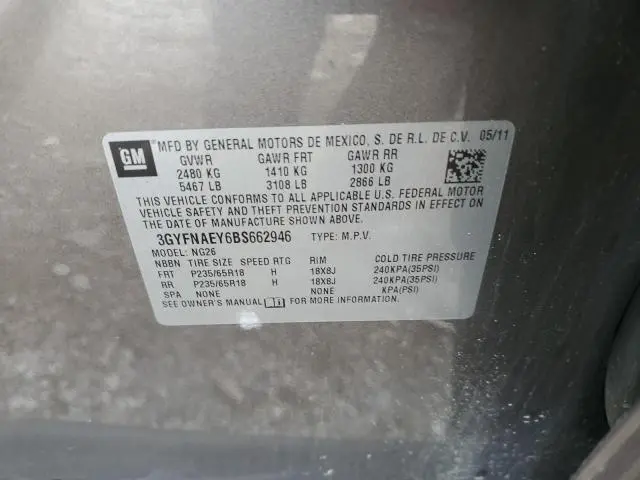 GM
MFD BY GENERAL MOTORS DE MEXICO, S. DE R.L. DE C.V. 05/11
GVWR GAWR FRT GAWR RR
2480 KG 1410 KG 1300 KG
5467 LB 3108 LB 2866 LB
THIS VEHICLE CONFORMS TO ALL APPLICABLE U.S. FEDERAL MOTOR
VEHICLE SAFETY AND THEFT PREVENTION STANDARDS IN EFFECT ON
THE DATE OF MANUFACTURE SHOWN ABOVE.
3GYFNAEY6BS662946 TYPE: M.P.V.
MODEL: NG26
NBBN TIRE SIZE SPEED RTG RIM COLD TIRE PRESSURE
FRT P235/65R18 H 18X8J 240KPA(35PSI)
RR P235/65R18 H 18X8J 240KPA(35PSI)
SPA NONE NONE KPA(PSI)
SEE OWNER'S MANUAL FOR MORE INFORMATION.